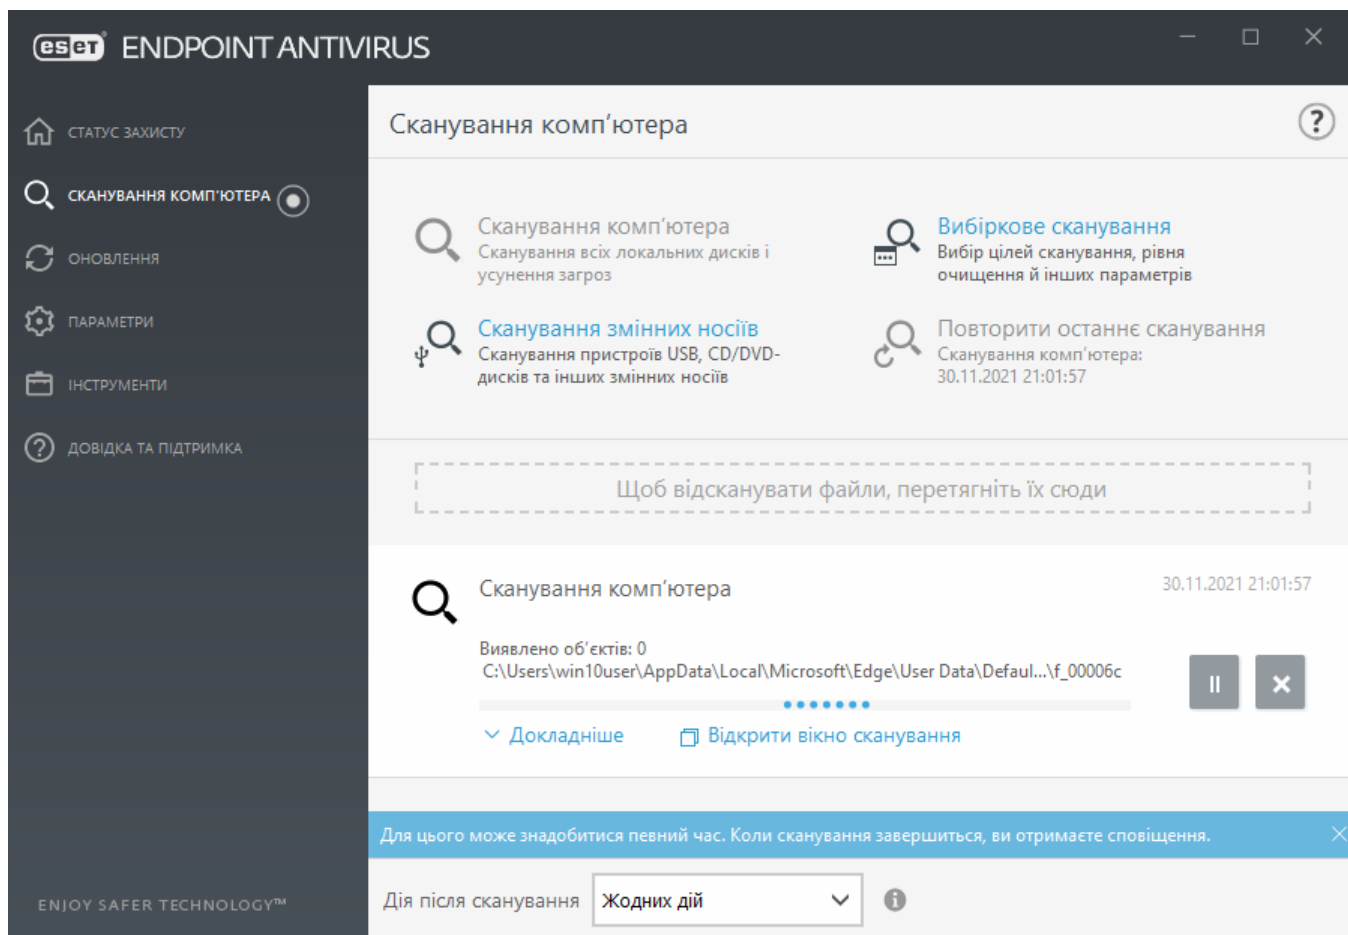 eset ENDPOINT ANTIVIRUS
СТАТУС ЗАХИСТУ
СКАНУВАННЯ КОМП'ЮТЕРА
ОНОВЛЕННЯ
ПАРАМЕТРИ
ІНСТРУМЕНТИ
ДОВІДКА ТА ПІДТРИМКА
ENJOY SAFER TECHNOLOGY™
Сканування комп'ютера
?
Сканування комп'ютера
Сканування всіх локальних дисків і
усунення загроз
Вибіркове сканування
Вибір цілей сканування, рівня
очищення й інших параметрів
Сканування змінних носіїв
Сканування пристроїв USB, CD/DVD-
дисків та інших змінних носіїв
Повторити останнє сканування
Сканування комп'ютера:
30.11.2021 21:01:57
Щоб відсканувати файли, перетягніть їх сюди
Сканування комп'ютера
30.11.2021 21:01:57
Виявлено об'єктів: 0
C:\Users\win10user\AppData\Local\Microsoft\Edge\User Data\Defaul...\f_00006c
Докладніше
Відкрити вікно сканування
Для цього може знадобитися певний час. Коли сканування завершиться, ви отримаєте сповіщення.
Дія після сканування
Жодних дій